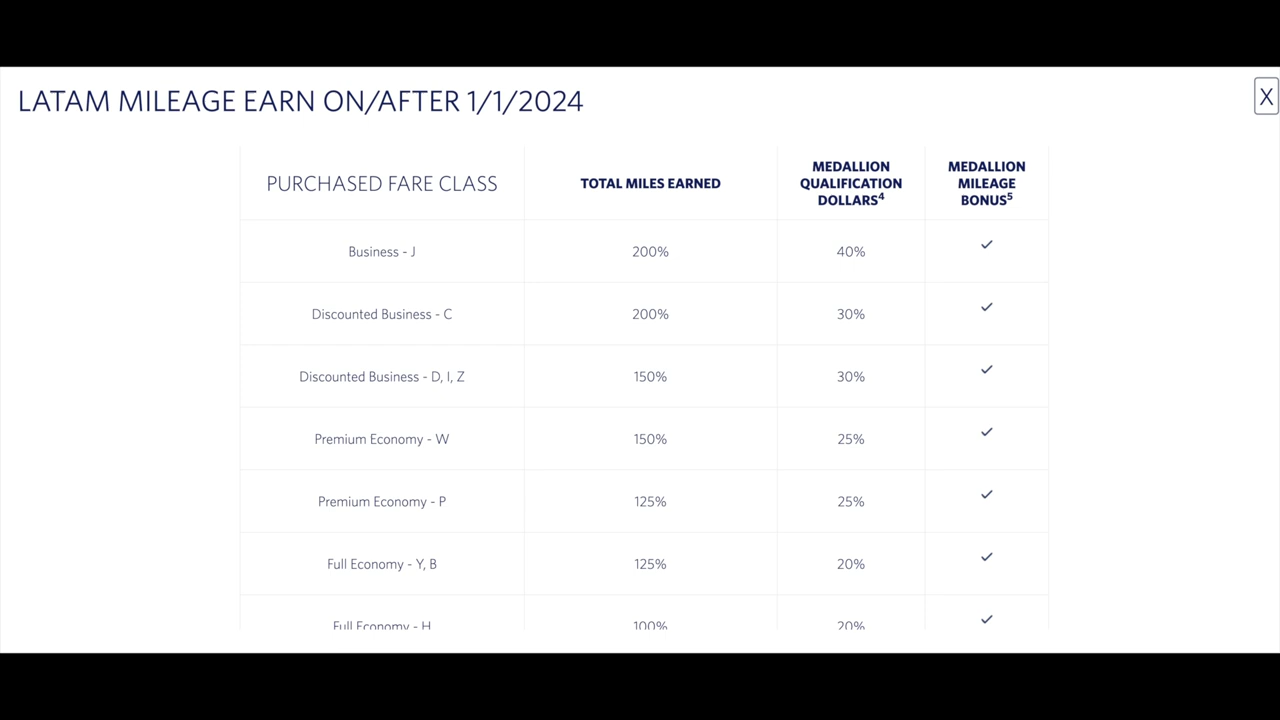 LATAM MILEAGE EARN ON/AFTER 1/1/2024
X
PURCHASED FARE CLASS
TOTAL MILES EARNED
MEDALLION
QUALIFICATION
DOLLARS4
MEDALLION
MILEAGE
BONUS5
Business - J 200% 40% ✓
Discounted Business - C 200% 30% ✓
Discounted Business - D, I, Z 150% 30% ✓
Premium Economy - W 150% 25% ✓
Premium Economy - P 125% 25% ✓
Full Economy - Y, B 125% 20% ✓
Full Economy - H 100% 20% ✓